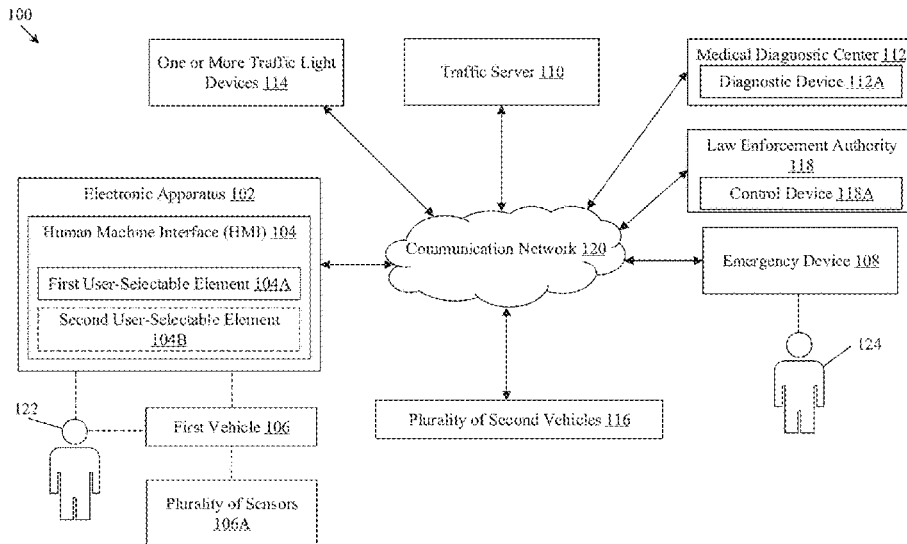 100
One or More Traffic Light
Devices 114
Traffic Server 110
Medical Diagnostic Center 112
Diagnostic Device 112A
Law Enforcement Authority
118
Control Device 118A
Electronic Apparatus 102
Human Machine Interface (HMI) 104
First User-Selectable Element 104A
Second User-Selectable Element
104B
Communication Network 120
Emergency Device 108
124
122
First Vehicle 106
Plurality of Second Vehicles 116
Plurality of Sensors
106A